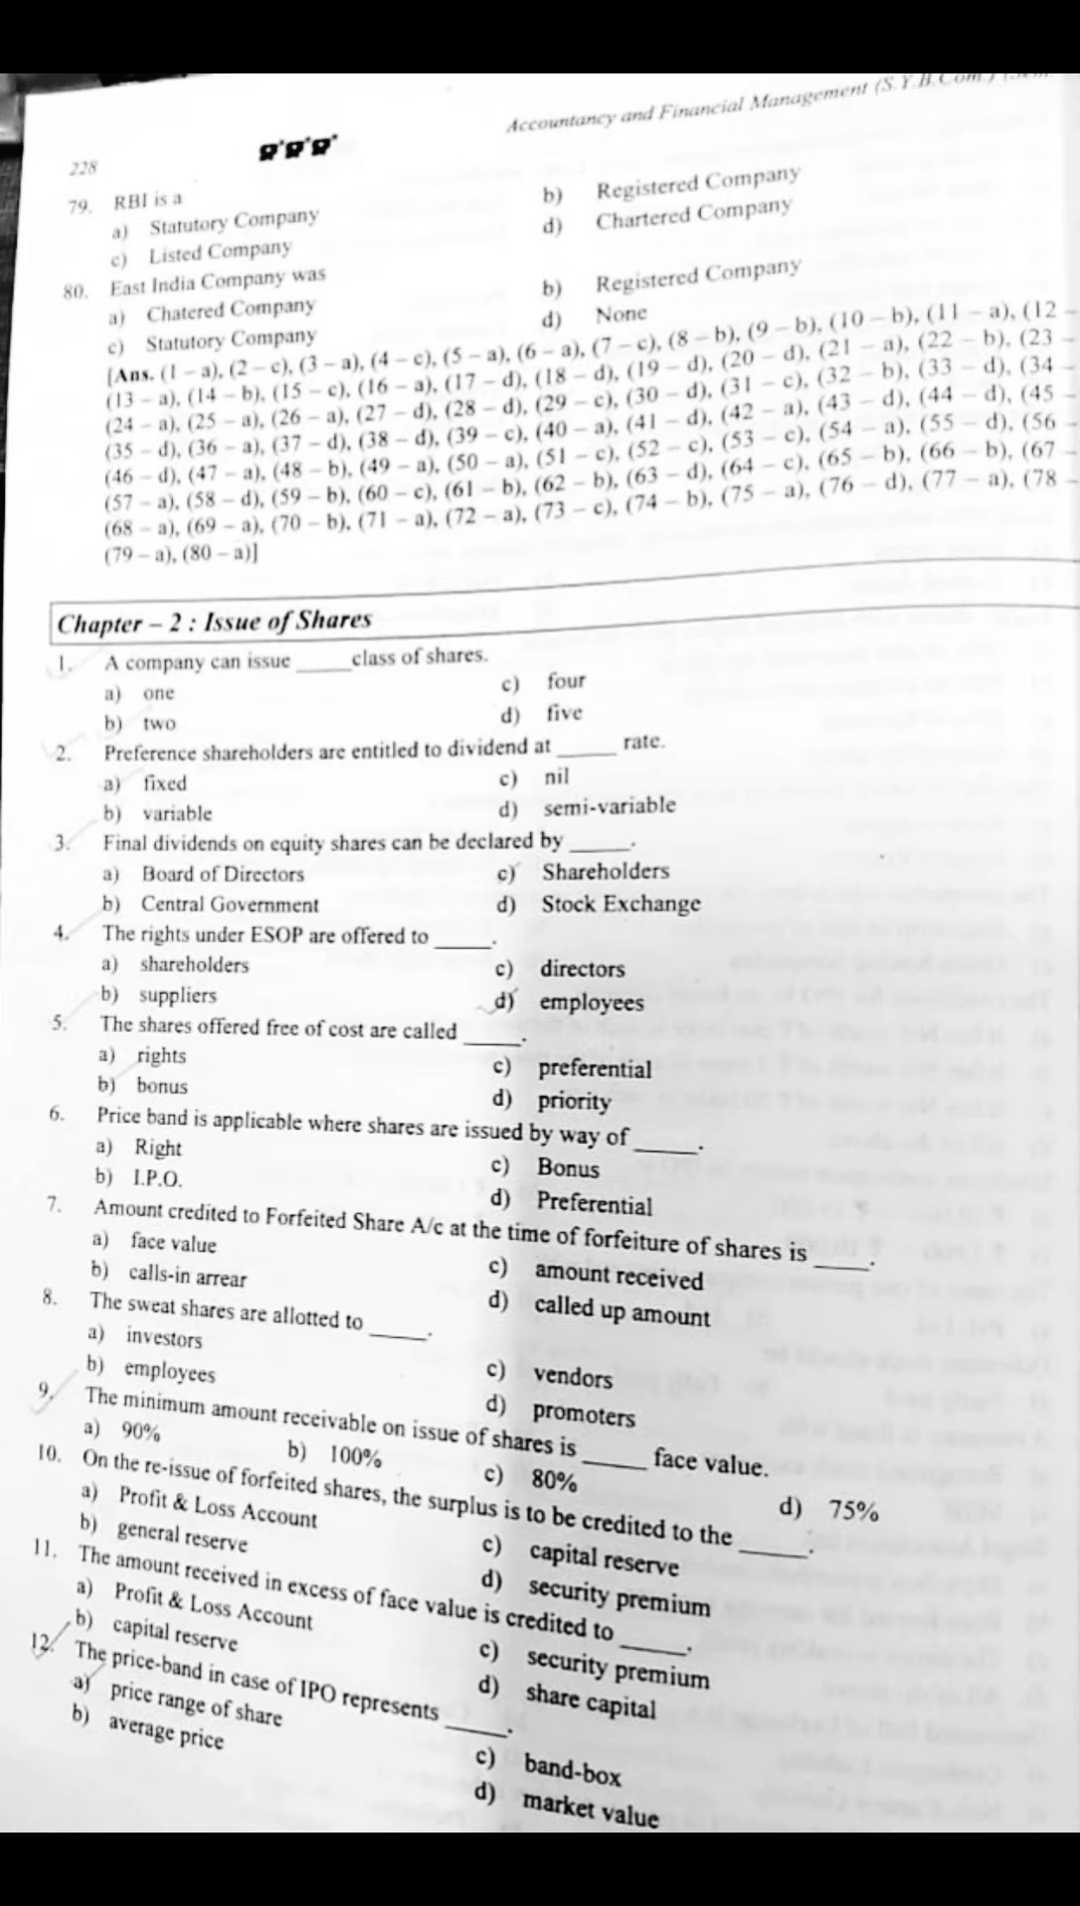 Accountancy and Financial Management (S.Y.B.Com.)
228
79. RBI is a
a) Statutory Company b) Registered Company
c) Listed Company d) Chartered Company
80. East India Company was
a) Chatered Company b) Registered Company
c) Statutory Company d) None
[Ans. (1 – a), (2 – c), (3 – a), (4 – c), (5 – a), (6 – a), (7 – c), (8 – b), (9 – b), (10 – b), (11 – a), (12 –
(13 – a), (14 – b), (15 – c), (16 – a), (17 – d), (18 – d), (19 – d), (20 – d), (21 – a), (22 – b), (23 –
(24 – a), (25 – a), (26 – a), (27 – d), (28 – d), (29 – c), (30 – d), (31 – c), (32 – b), (33 – d), (34 –
(35 – d), (36 – a), (37 – d), (38 – d), (39 – c), (40 – a), (41 – d), (42 – a), (43 – d), (44 – d), (45 –
(46 – d), (47 – a), (48 – b), (49 – a), (50 – a), (51 – c), (52 – c), (53 – c), (54 – a), (55 – d), (56 –
(57 – a), (58 – d), (59 – b), (60 – c), (61 – b), (62 – b), (63 – d), (64 – c), (65 – b), (66 – b), (67 –
(68 – a), (69 – a), (70 – b), (71 – a), (72 – a), (73 – c), (74 – b), (75 – a), (76 – d), (77 – a), (78 –
(79 – a), (80 – a)]
Chapter – 2 : Issue of Shares
1. A company can issue _____ class of shares.
a) one c) four
b) two d) five
2. Preference shareholders are entitled to dividend at _____ rate.
a) fixed c) nil
b) variable d) semi-variable
3. Final dividends on equity shares can be declared by _____.
a) Board of Directors c) Shareholders
b) Central Government d) Stock Exchange
4. The rights under ESOP are offered to _____.
a) shareholders c) directors
b) suppliers d) employees
5. The shares offered free of cost are called _____.
a) rights c) preferential
b) bonus d) priority
6. Price band is applicable where shares are issued by way of _____.
a) Right c) Bonus
b) I.P.O. d) Preferential
7. Amount credited to Forfeited Share A/c at the time of forfeiture of shares is _____.
a) face value c) amount received
b) calls-in arrear d) called up amount
8. The sweat shares are allotted to _____.
a) investors c) vendors
b) employees d) promoters
9. The minimum amount receivable on issue of shares is _____ face value.
a) 90% b) 100% c) 80% d) 75%
10. On the re-issue of forfeited shares, the surplus is to be credited to the _____.
a) Profit & Loss Account c) capital reserve
b) general reserve d) security premium
11. The amount received in excess of face value is credited to _____.
a) Profit & Loss Account c) security premium
b) capital reserve d) share capital
12. The price-band in case of IPO represents _____.
a) price range of share c) band-box
b) average price d) market value